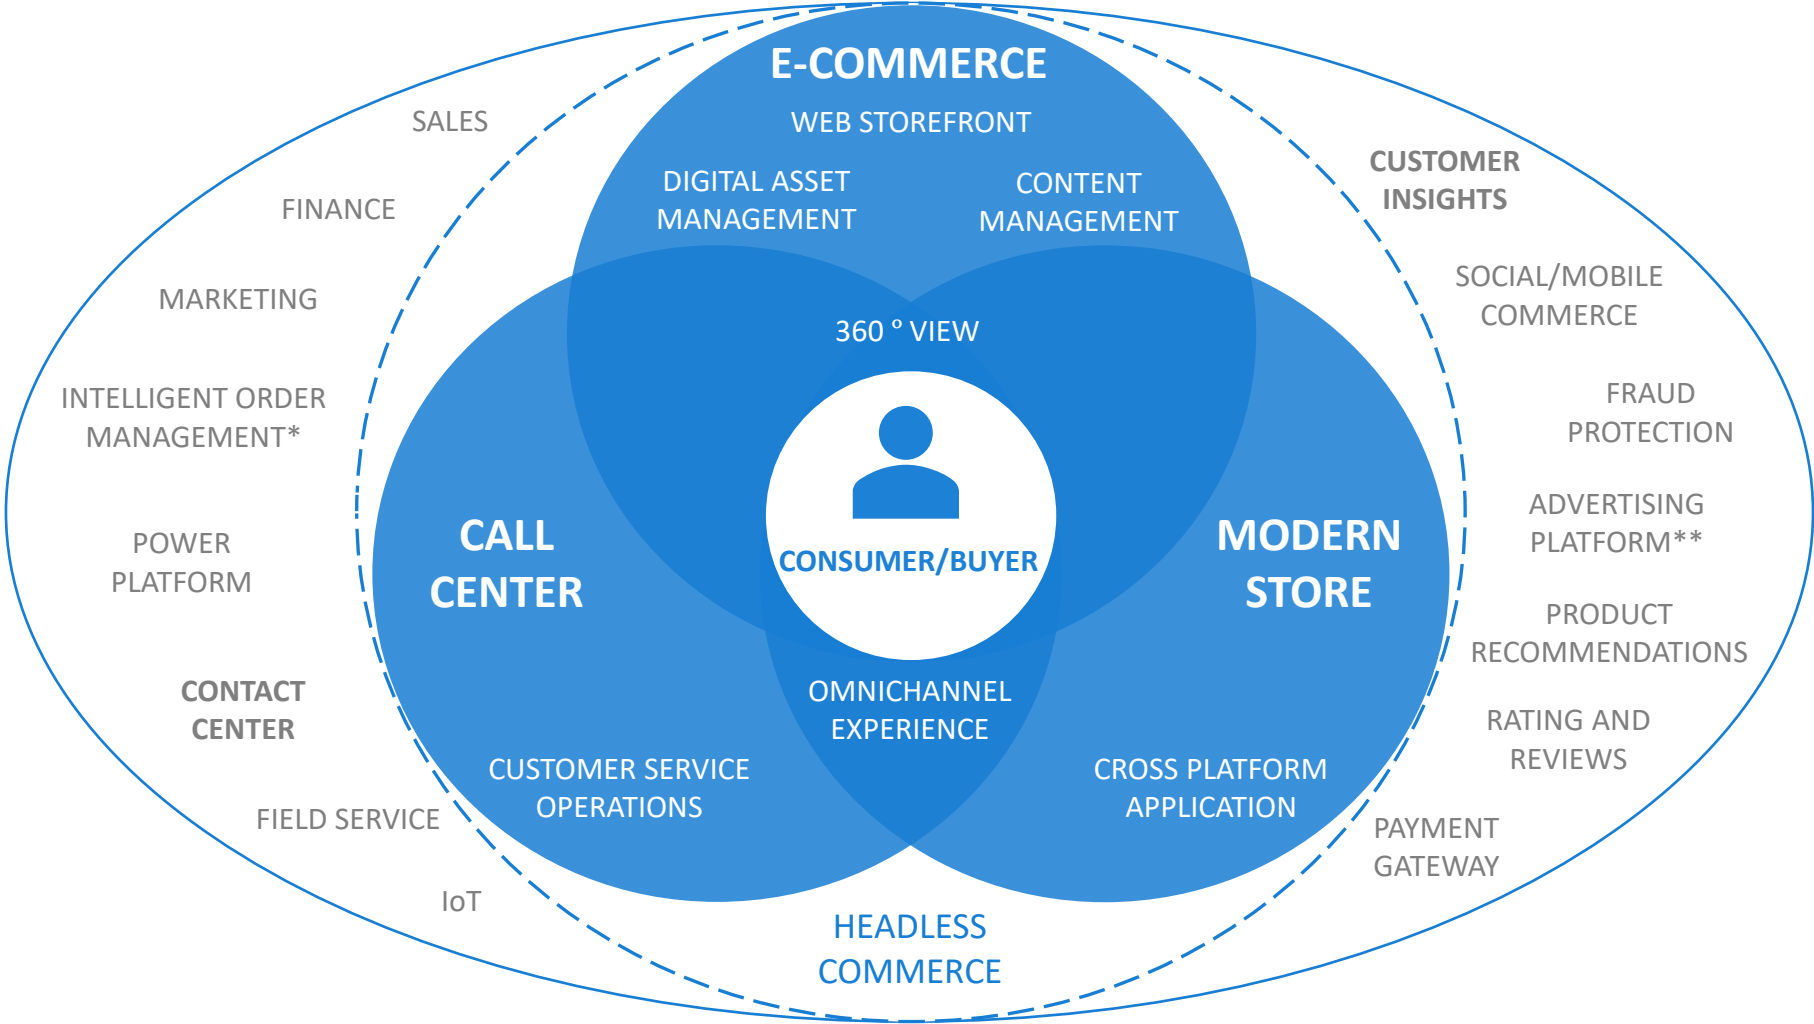 E-COMMERCE
WEB STOREFRONT
DIGITAL ASSET
MANAGEMENT
CONTENT
MANAGEMENT
360 º VIEW
CONSUMER/BUYER
CALL
CENTER
MODERN
STORE
OMNICHANNEL
EXPERIENCE
CUSTOMER SERVICE
OPERATIONS
CROSS PLATFORM
APPLICATION
HEADLESS
COMMERCE
SALES
FINANCE
MARKETING
INTELLIGENT ORDER
MANAGEMENT*
POWER
PLATFORM
CONTACT
CENTER
FIELD SERVICE
IoT
CUSTOMER
INSIGHTS
SOCIAL/MOBILE
COMMERCE
FRAUD
PROTECTION
ADVERTISING
PLATFORM**
PRODUCT
RECOMMENDATIONS
RATING AND
REVIEWS
PAYMENT
GATEWAY